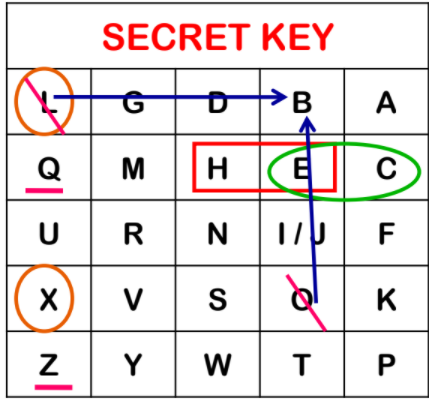 SECRET KEY
L G D B A
Q M H E C
U R N I / J F
X V S O K
Z Y W T P